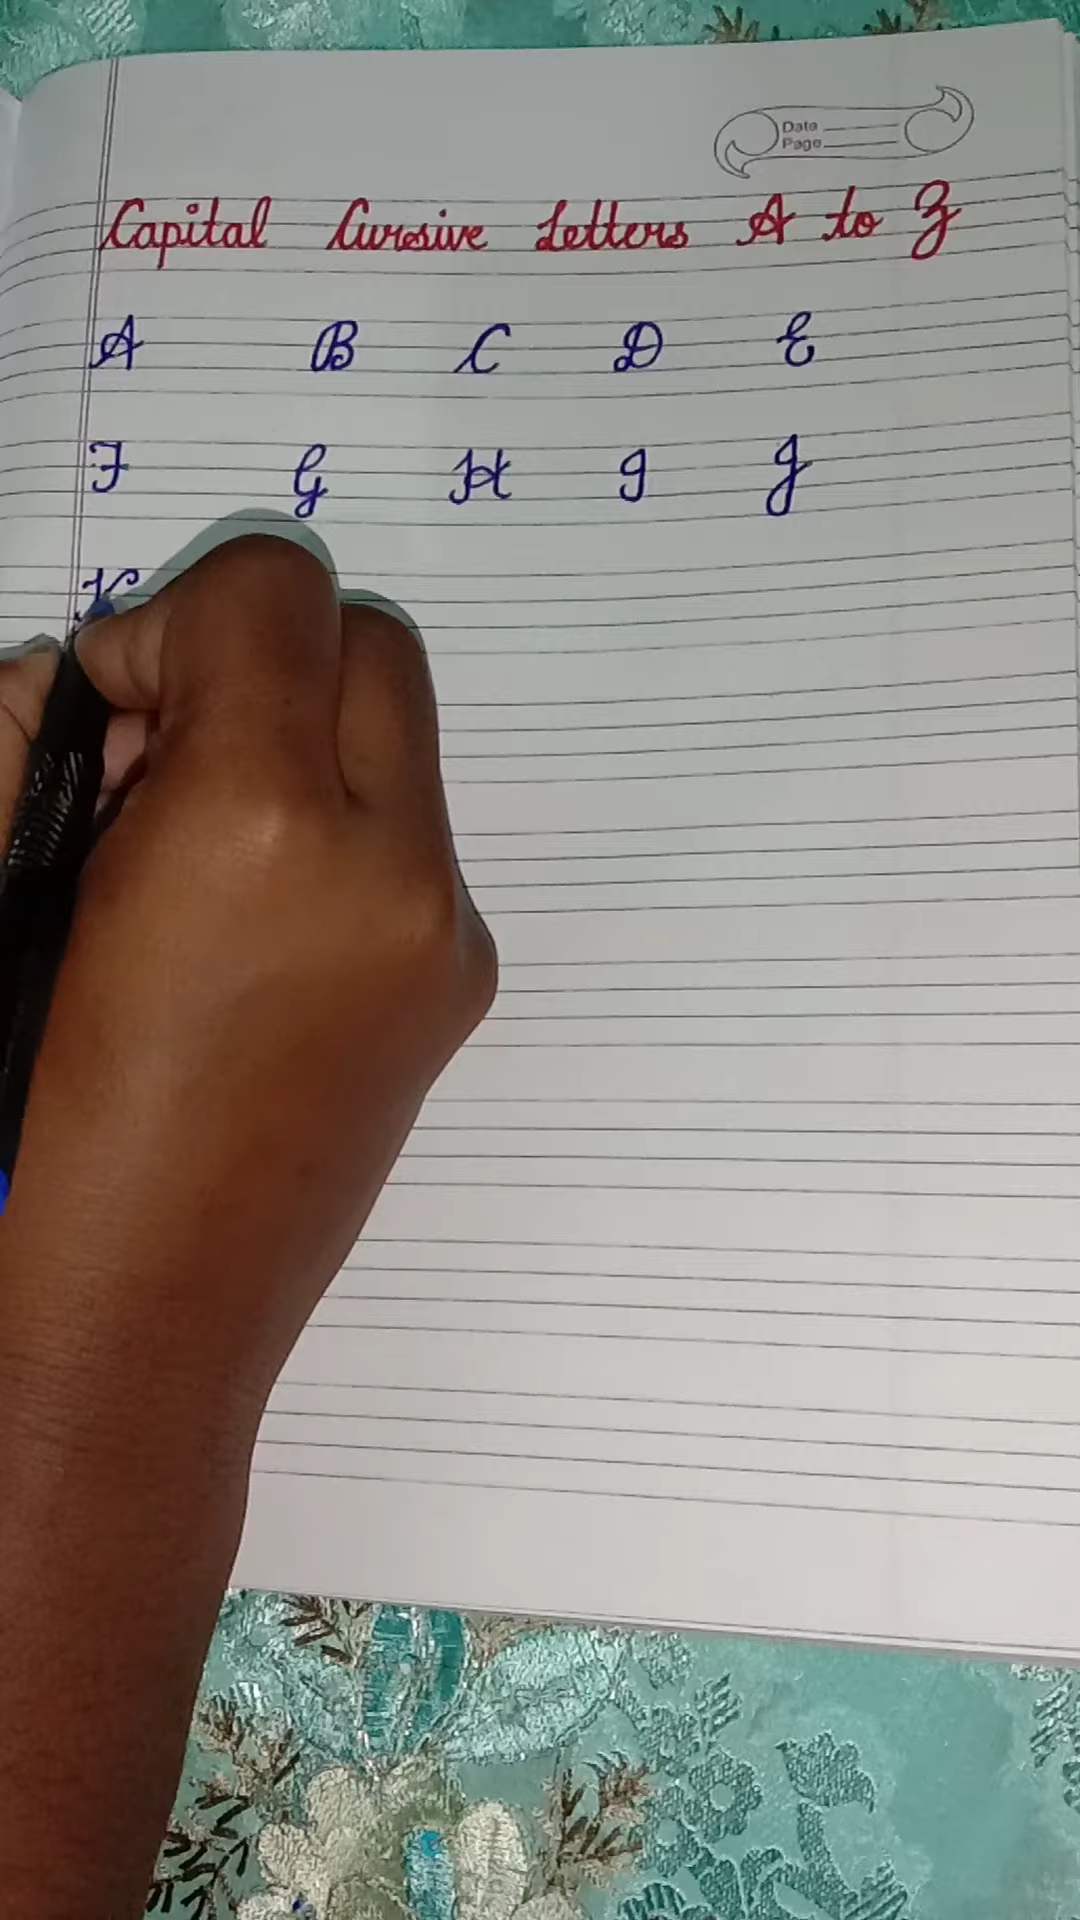 Date
Page
Capital Cursive Letters A to Z
A B C D E
F G H I J
K